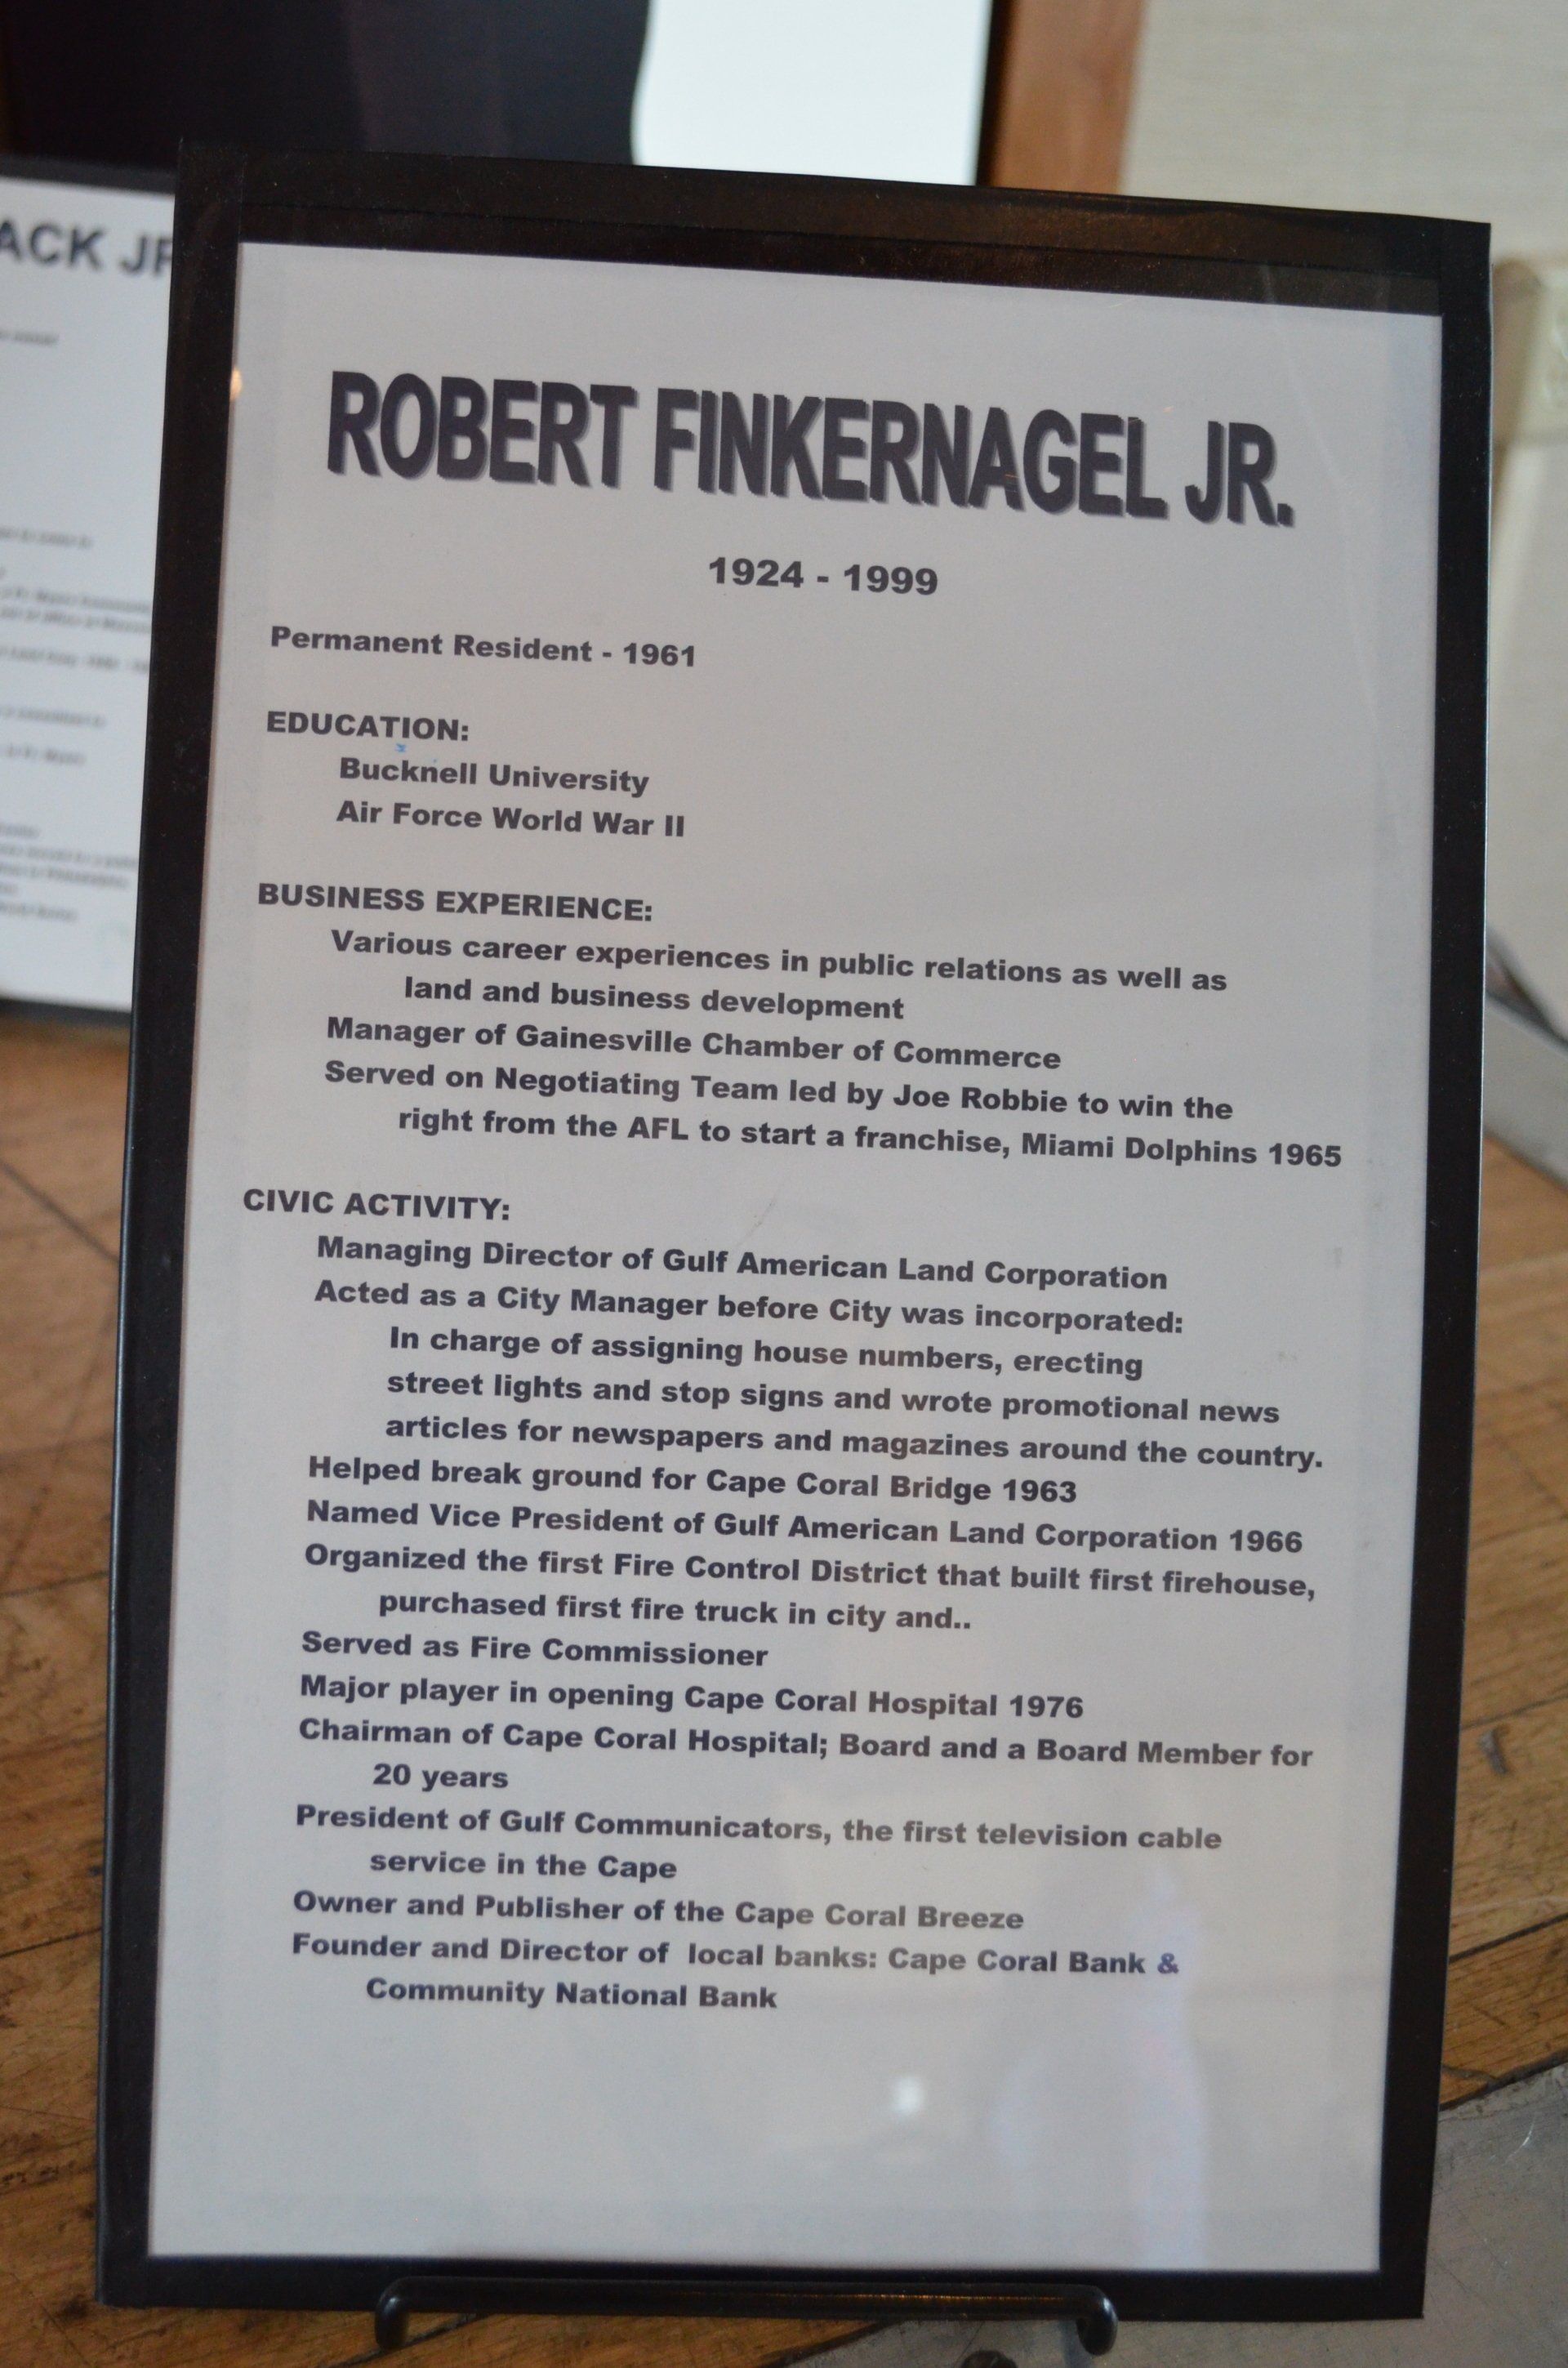 ACK JR
ROBERT FINKERNAGEL JR.
1924 - 1999
Permanent Resident - 1961
EDUCATION:
Bucknell University
Air Force World War II
BUSINESS EXPERIENCE:
Various career experiences in public relations as well as
land and business development
Manager of Gainesville Chamber of Commerce
Served on Negotiating Team led by Joe Robbie to win the
right from the AFL to start a franchise, Miami Dolphins 1965
CIVIC ACTIVITY:
Managing Director of Gulf American Land Corporation
Acted as a City Manager before City was incorporated:
In charge of assigning house numbers, erecting
street lights and stop signs and wrote promotional news
articles for newspapers and magazines around the country.
Helped break ground for Cape Coral Bridge 1963
Named Vice President of Gulf American Land Corporation 1966
Organized the first Fire Control District that built first firehouse,
purchased first fire truck in city and..
Served as Fire Commissioner
Major player in opening Cape Coral Hospital 1976
Chairman of Cape Coral Hospital; Board and a Board Member for
20 years
President of Gulf Communicators, the first television cable
service in the Cape
Owner and Publisher of the Cape Coral Breeze
Founder and Director of local banks: Cape Coral Bank &
Community National Bank